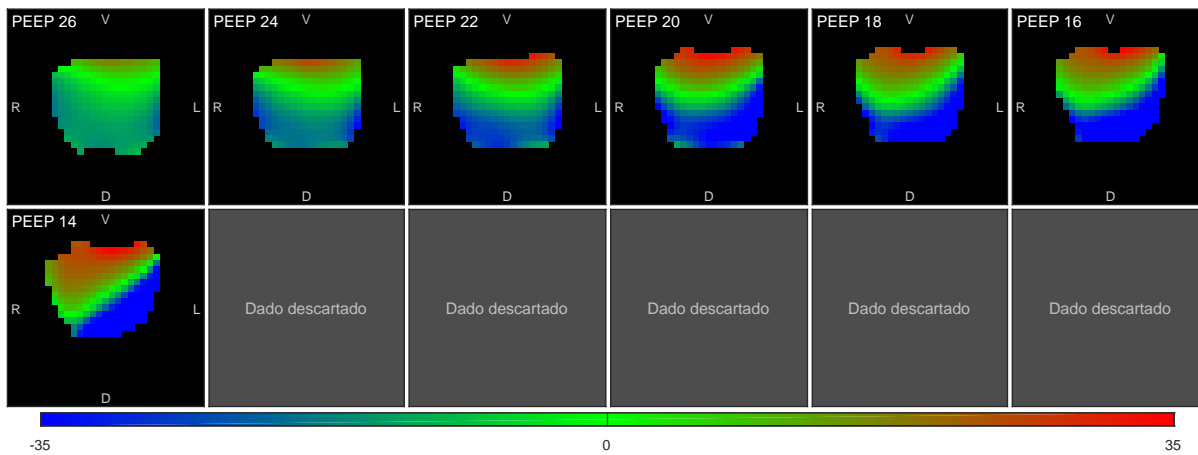 PEEP 26 V
R L
D
PEEP 24 V
R L
D
PEEP 22 V
R L
D
PEEP 20 V
R L
D
PEEP 18 V
R L
D
PEEP 16 V
R L
D
PEEP 14 V
R L
D
Dado descartado
Dado descartado
Dado descartado
Dado descartado
Dado descartado
-35 0 35